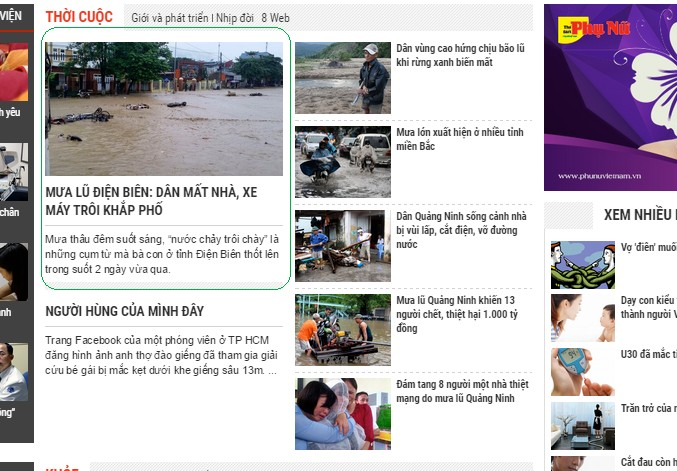 VIỆN
h yêu
chân
nh
ông"
THỜI CUỘC
Giới và phát triển I Nhịp đời 8 Web
MƯA LŨ ĐIỆN BIÊN: DÂN MẤT NHÀ, XE
MÁY TRÔI KHẮP PHỐ
Mưa thâu đêm suốt sáng, “nước chảy trôi chày” là
những cụm từ mà bà con ở tỉnh Điện Biên thốt lên
trong suốt 2 ngày vừa qua.
NGƯỜI HÙNG CỦA MÌNH ĐÂY
Trang Facebook của một phóng viên ở TP HCM
đăng hình ảnh anh thợ đào giếng đã tham gia giải
cứu bé gái bị mắc kẹt dưới khe giếng sâu 13m. ...
Dân vùng cao hứng chịu bão lũ
khi rừng xanh biến mất
Mưa lớn xuất hiện ở nhiều tỉnh
miền Bắc
Dân Quảng Ninh sống cảnh nhà
bị vùi lấp, cắt điện, vỡ đường
nước
Mưa lũ Quảng Ninh khiến 13
người chết, thiệt hại 1.000 tỷ
đồng
Đám tang 8 người một nhà thiệt
mạng do mưa lũ Quảng Ninh
Phụ Nữ
www.phunuvietnam.vn
XEM NHIỀU
Vợ 'điên' muố
Dạy con kiểu
thành người V
U30 đã mắc ti
Trăn trở của n
Cắt đau còn h